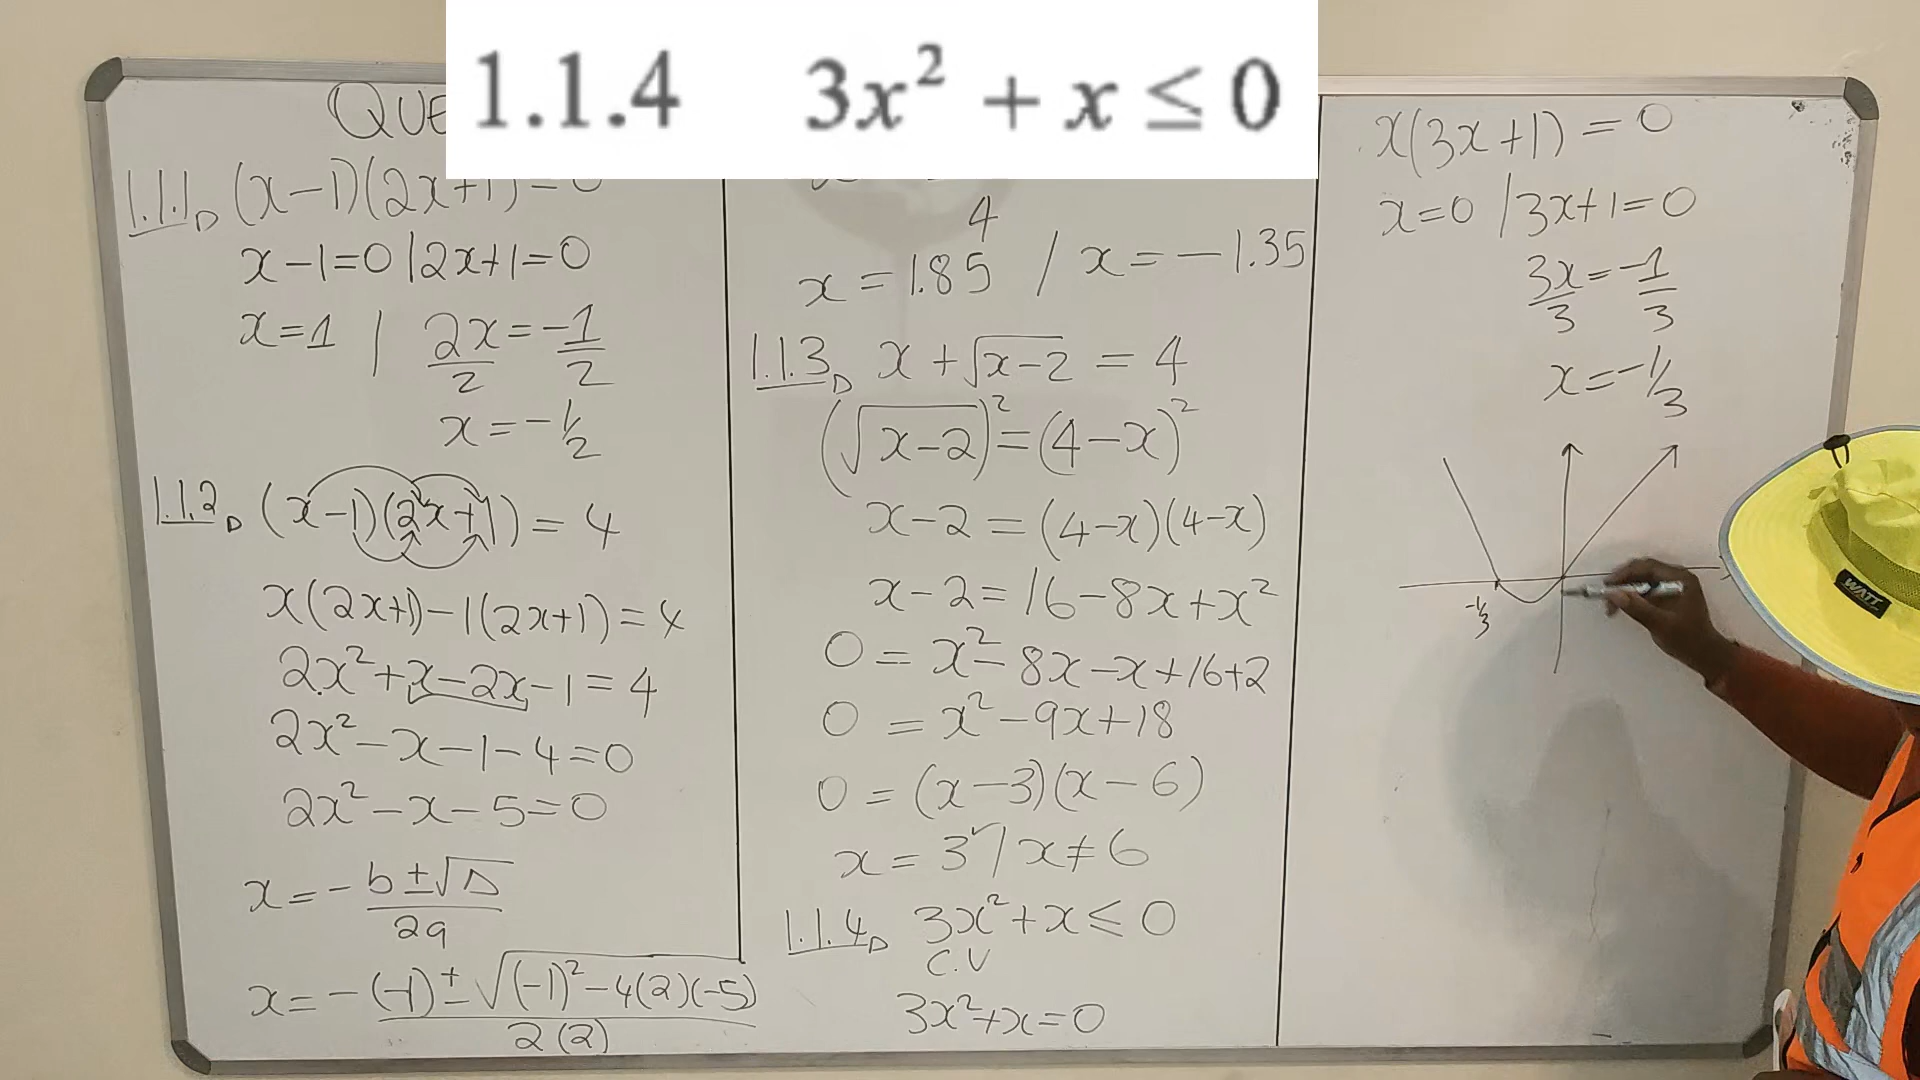 1.1.4 3x² + x ≤ 0
QUE
1.1.1 (x-1)(2x+1)=0
x-1=0 | 2x+1=0
x=1 | 2x/2 = -1/2
x=-1/2
1.1.2 (x-1)(2x+1)=4
x(2x+1)-1(2x+1)=4
2x²+x-2x-1=4
2x²-x-1-4=0
2x²-x-5=0
x=-b±√Δ/2a
x=-(-1)±√(-1)²-4(2)(-5)/2(2)
4
x=1.85 / x=-1.35
1.1.3 x+√x-2=4
(√x-2)²=(4-x)²
x-2=(4-x)(4-x)
x-2=16-8x+x²
0=x²-8x-x+16+2
0=x²-9x+18
0=(x-3)(x-6)
x=3 / x≠6
1.1.4 3x²+x≤0
C.V
3x²+x=0
x(3x+1)=0
x=0 / 3x+1=0
3x/3=-1/3
x=-1/3
-1/3
WATT